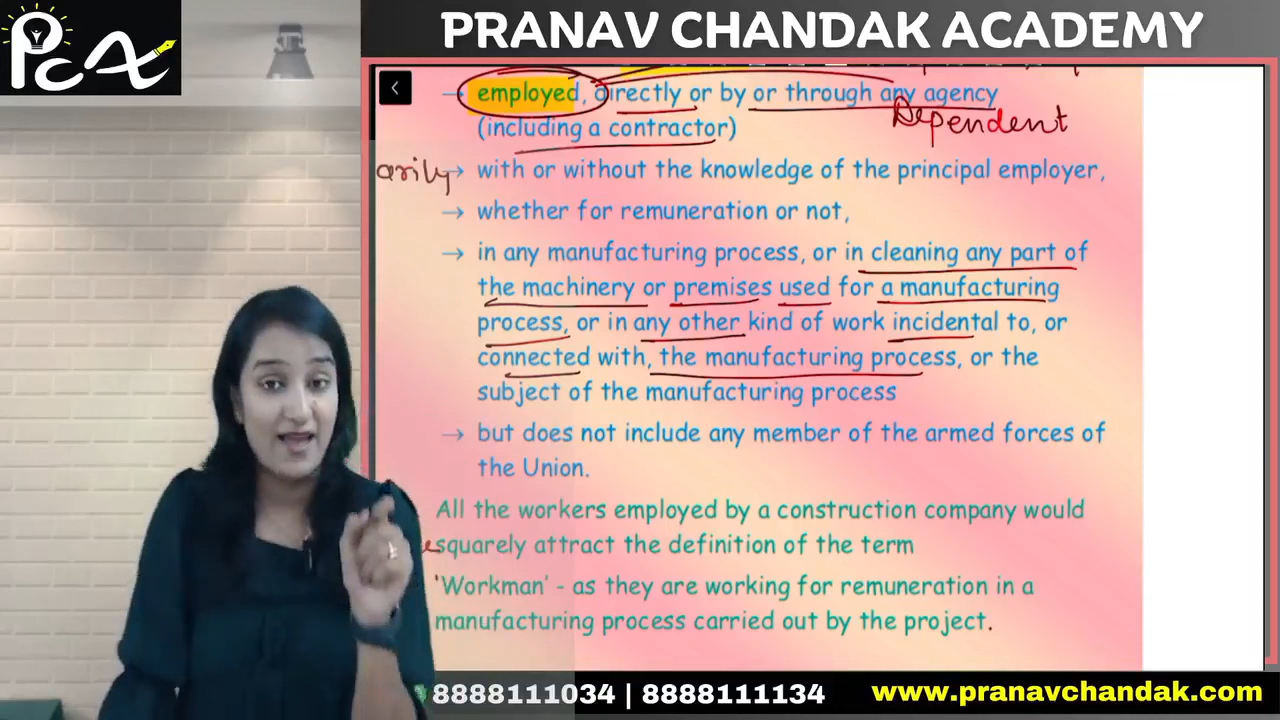 PCA
PRANAV CHANDAK ACADEMY
→ employed, directly or by or through any agency
(including a contractor)
Dependent
arily
→ with or without the knowledge of the principal employer,
→ whether for remuneration or not,
→ in any manufacturing process, or in cleaning any part of
the machinery or premises used for a manufacturing
process, or in any other kind of work incidental to, or
connected with, the manufacturing process, or the
subject of the manufacturing process
→ but does not include any member of the armed forces of
the Union.
All the workers employed by a construction company would
squarely attract the definition of the term
'Workman' - as they are working for remuneration in a
manufacturing process carried out by the project.
8888111034 | 8888111134
www.pranavchandak.com